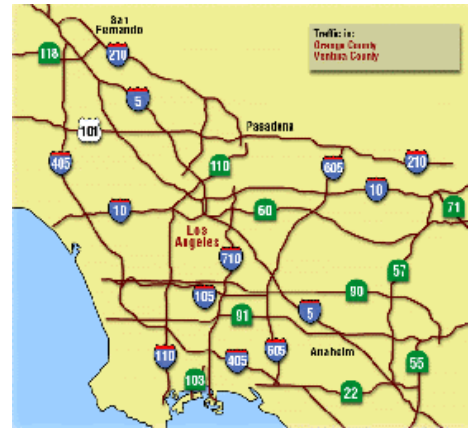 San
Fernando
Traffic in:
Orange County
Ventura County
118
210
5
101
Pasadena
405
110
605
210
10
10
60
71
Los
Angeles
710
57
105
90
91
5
110
405
605
Anaheim
55
103
22